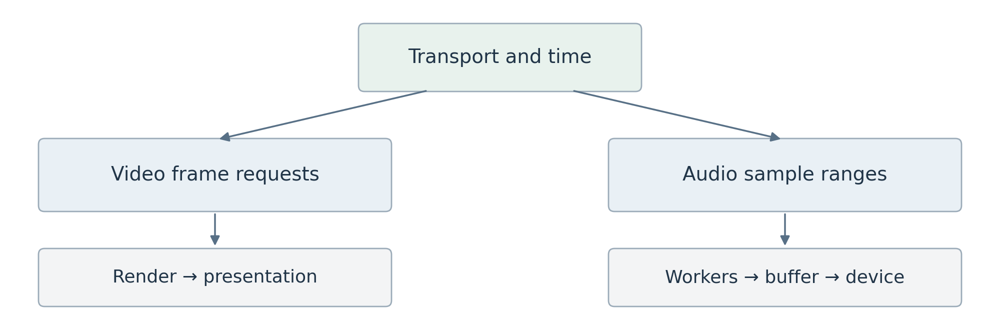 Transport and time
Video frame requests
Audio sample ranges
Render → presentation
Workers → buffer → device